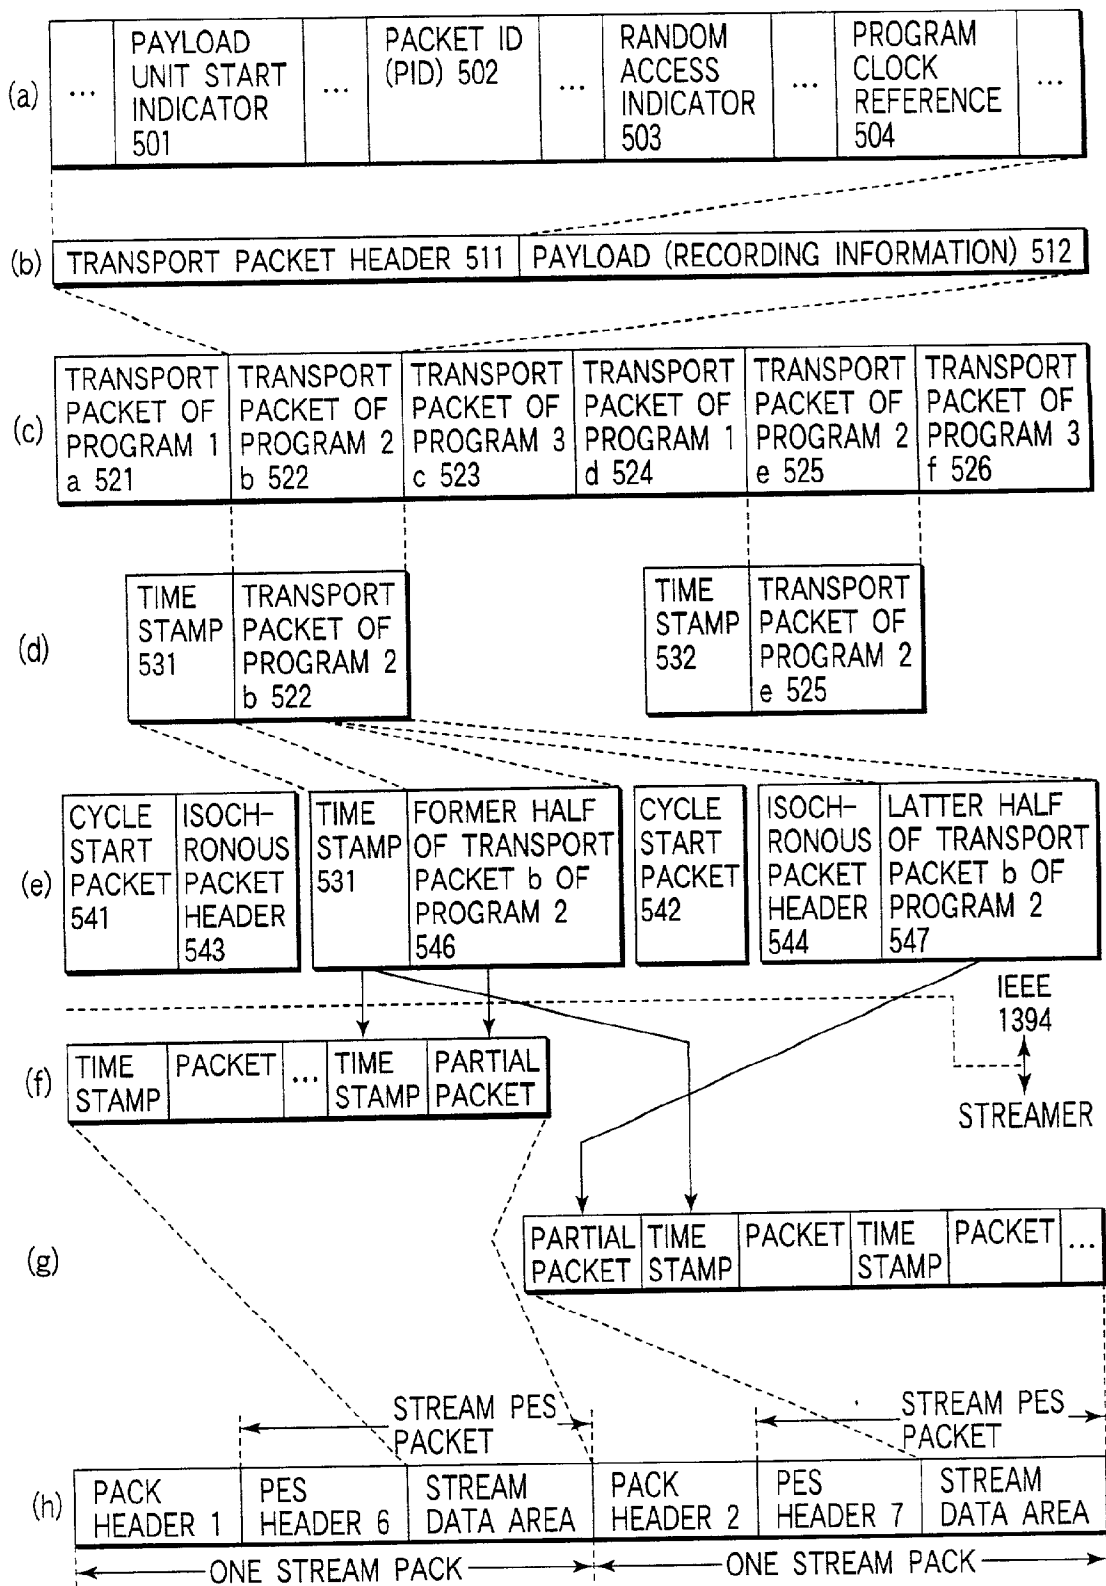 (a)
...
PAYLOAD
UNIT START
INDICATOR
501
...
PACKET ID
(PID) 502
...
RANDOM
ACCESS
INDICATOR
503
...
PROGRAM
CLOCK
REFERENCE
504
...
(b)
TRANSPORT PACKET HEADER 511
PAYLOAD (RECORDING INFORMATION) 512
(c)
TRANSPORT
PACKET OF
PROGRAM 1
a 521
TRANSPORT
PACKET OF
PROGRAM 2
b 522
TRANSPORT
PACKET OF
PROGRAM 3
c 523
TRANSPORT
PACKET OF
PROGRAM 1
d 524
TRANSPORT
PACKET OF
PROGRAM 2
e 525
TRANSPORT
PACKET OF
PROGRAM 3
f 526
(d)
TIME
STAMP
531
TRANSPORT
PACKET OF
PROGRAM 2
b 522
TIME
STAMP
532
TRANSPORT
PACKET OF
PROGRAM 2
e 525
(e)
CYCLE
START
PACKET
541
ISOCH-
RONOUS
PACKET
HEADER
543
TIME
STAMP
531
FORMER HALF
OF TRANSPORT
PACKET b OF
PROGRAM 2
546
CYCLE
START
PACKET
542
ISOCH-
RONOUS
PACKET
HEADER
544
LATTER HALF
OF TRANSPORT
PACKET b OF
PROGRAM 2
547
IEEE
1394
STREAMER
(f)
TIME
STAMP
PACKET
...
TIME
STAMP
PARTIAL
PACKET
(g)
PARTIAL
PACKET
TIME
STAMP
PACKET
TIME
STAMP
PACKET
...
STREAM PES
PACKET
STREAM PES
PACKET
(h)
PACK
HEADER 1
PES
HEADER 6
STREAM
DATA AREA
PACK
HEADER 2
PES
HEADER 7
STREAM
DATA AREA
ONE STREAM PACK
ONE STREAM PACK